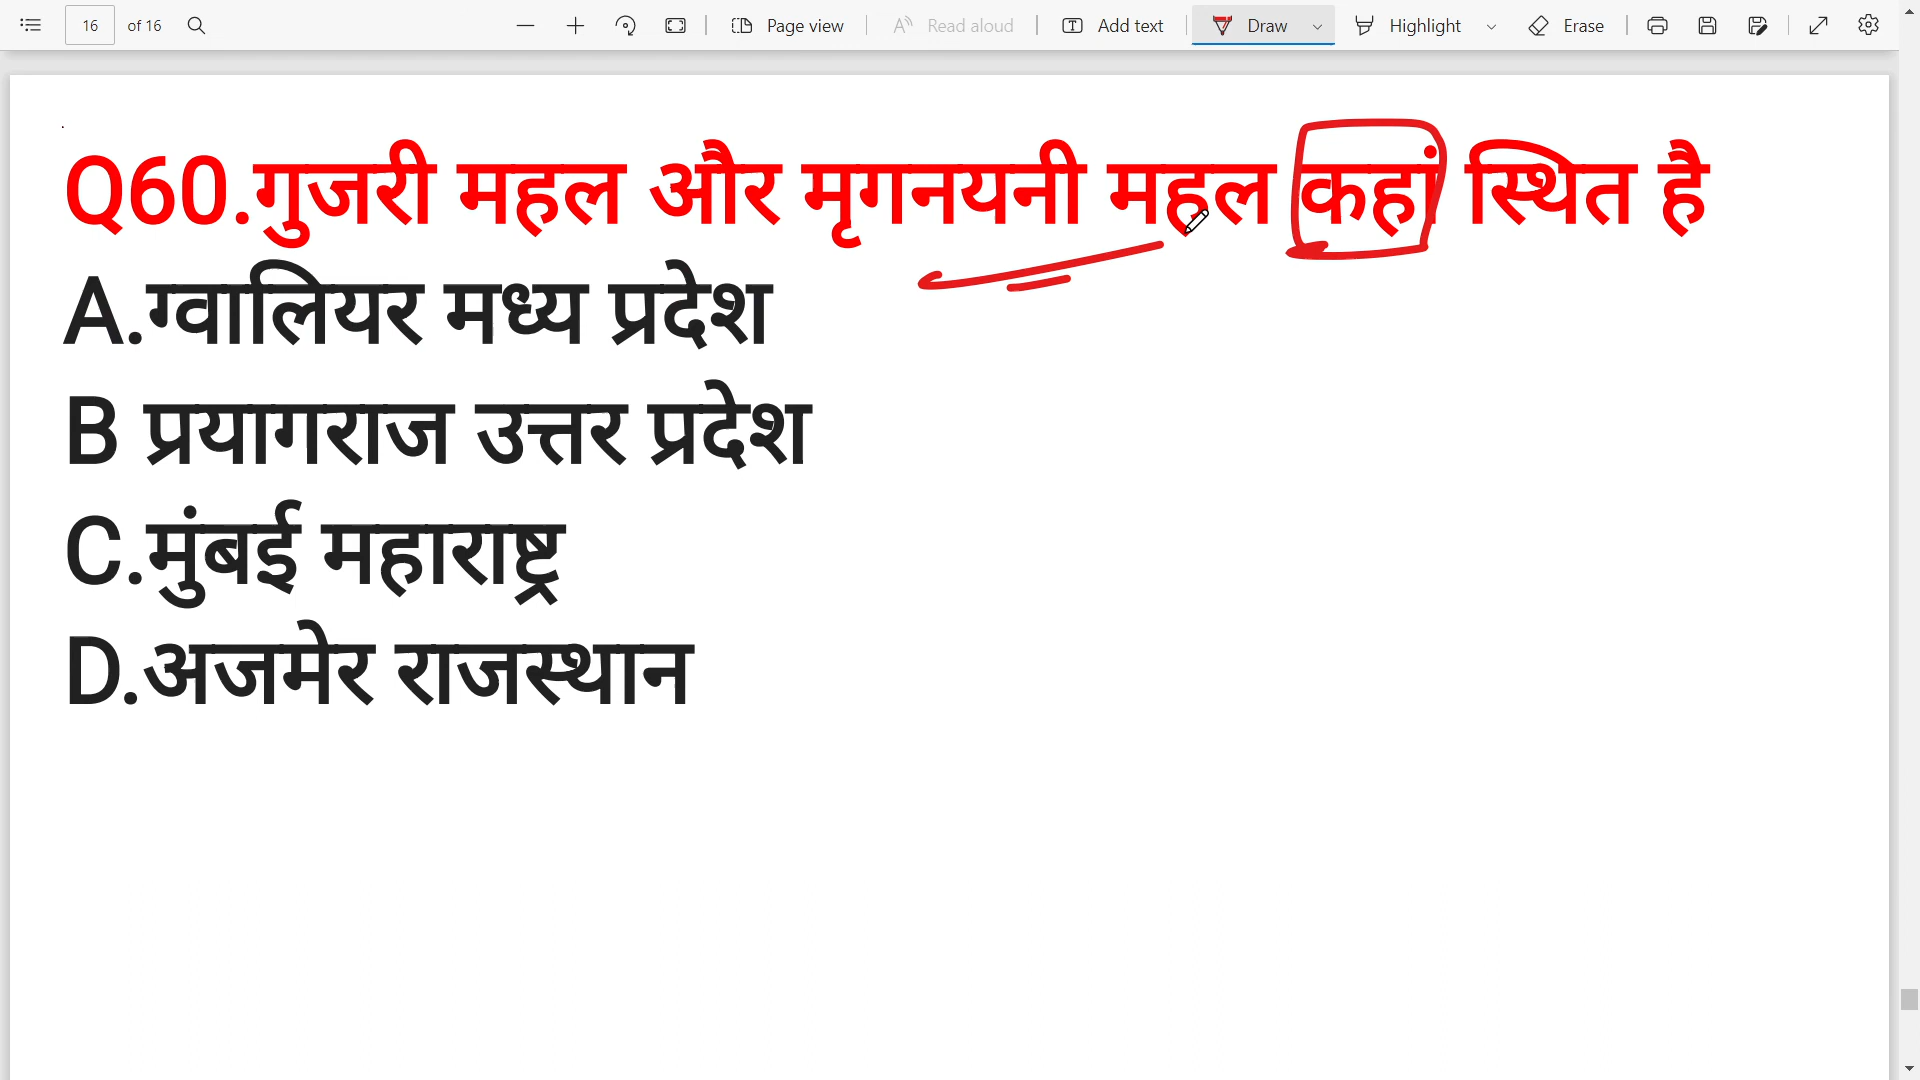 16 of 16 Page view Read aloud Add text Draw Highlight Erase
Q60.गुजरी महल और मृगनयनी महल कहां स्थित है
A.ग्वालियर मध्य प्रदेश
B प्रयागराज उत्तर प्रदेश
C.मुंबई महाराष्ट्र
D.अजमेर राजस्थान